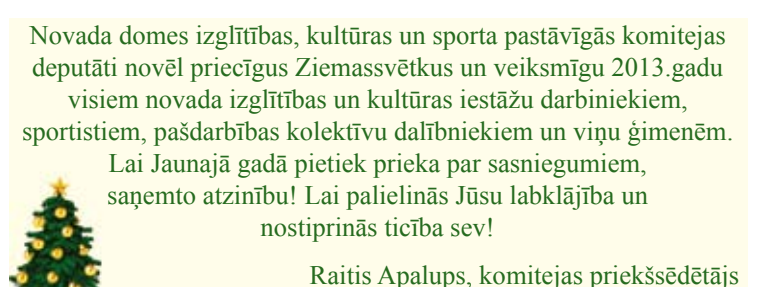 Novada domes izglītības, kultūras un sporta pastāvīgās komitejas
deputāti novēl priecīgus Ziemassvētkus un veiksmīgu 2013.gadu
visiem novada izglītības un kultūras iestāžu darbiniekiem,
sportistiem, pašdarbības kolektīvu dalībniekiem un viņu ģimenēm.
Lai Jaunajā gadā pietiek prieka par sasniegumiem,
saņemto atzinību! Lai palielinās Jūsu labklājība un
nostiprinās ticība sev!
Raitis Apalups, komitejas priekšsēdētājs